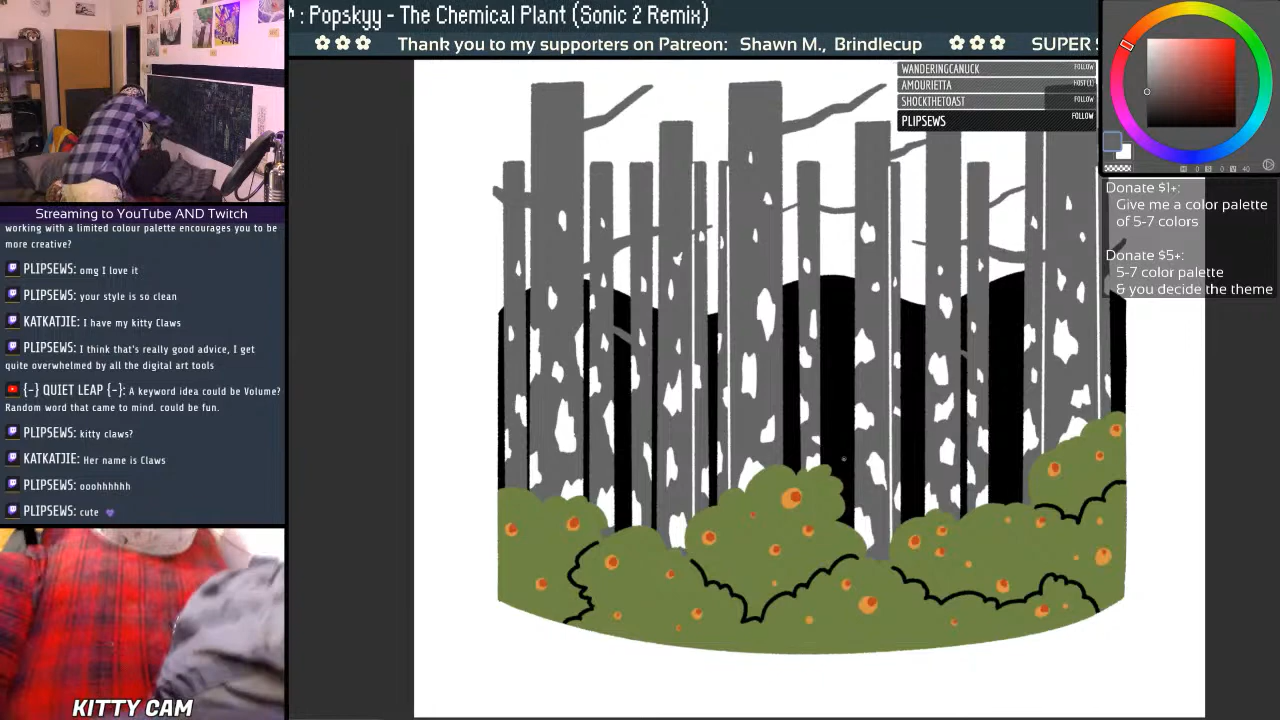 : Popskyy - The Chemical Plant (Sonic 2 Remix)
Thank you to my supporters on Patreon: Shawn M., Brindlecup SUPER
WANDERINGCANUCK FOLLOW
AMOURIETTA HOST (1)
SHOCKTHETOAST FOLLOW
PLIPSEWS FOLLOW
Donate $1+:
Give me a color palette
of 5-7 colors
Donate $5+:
5-7 color palette
& you decide the theme
Streaming to YouTube AND Twitch
working with a limited colour palette encourages you to be
more creative?
PLIPSEWS: omg I love it
PLIPSEWS: your style is so clean
KATKATJIE: I have my kitty Claws
PLIPSEWS: I think that's really good advice, I get
quite overwhelmed by all the digital art tools
{-} QUIET LEAP {-}: A keyword idea could be Volume?
Random word that came to mind. could be fun.
PLIPSEWS: kitty claws?
KATKATJIE: Her name is Claws
PLIPSEWS: ooohhhhhh
PLIPSEWS: cute
KITTY CAM